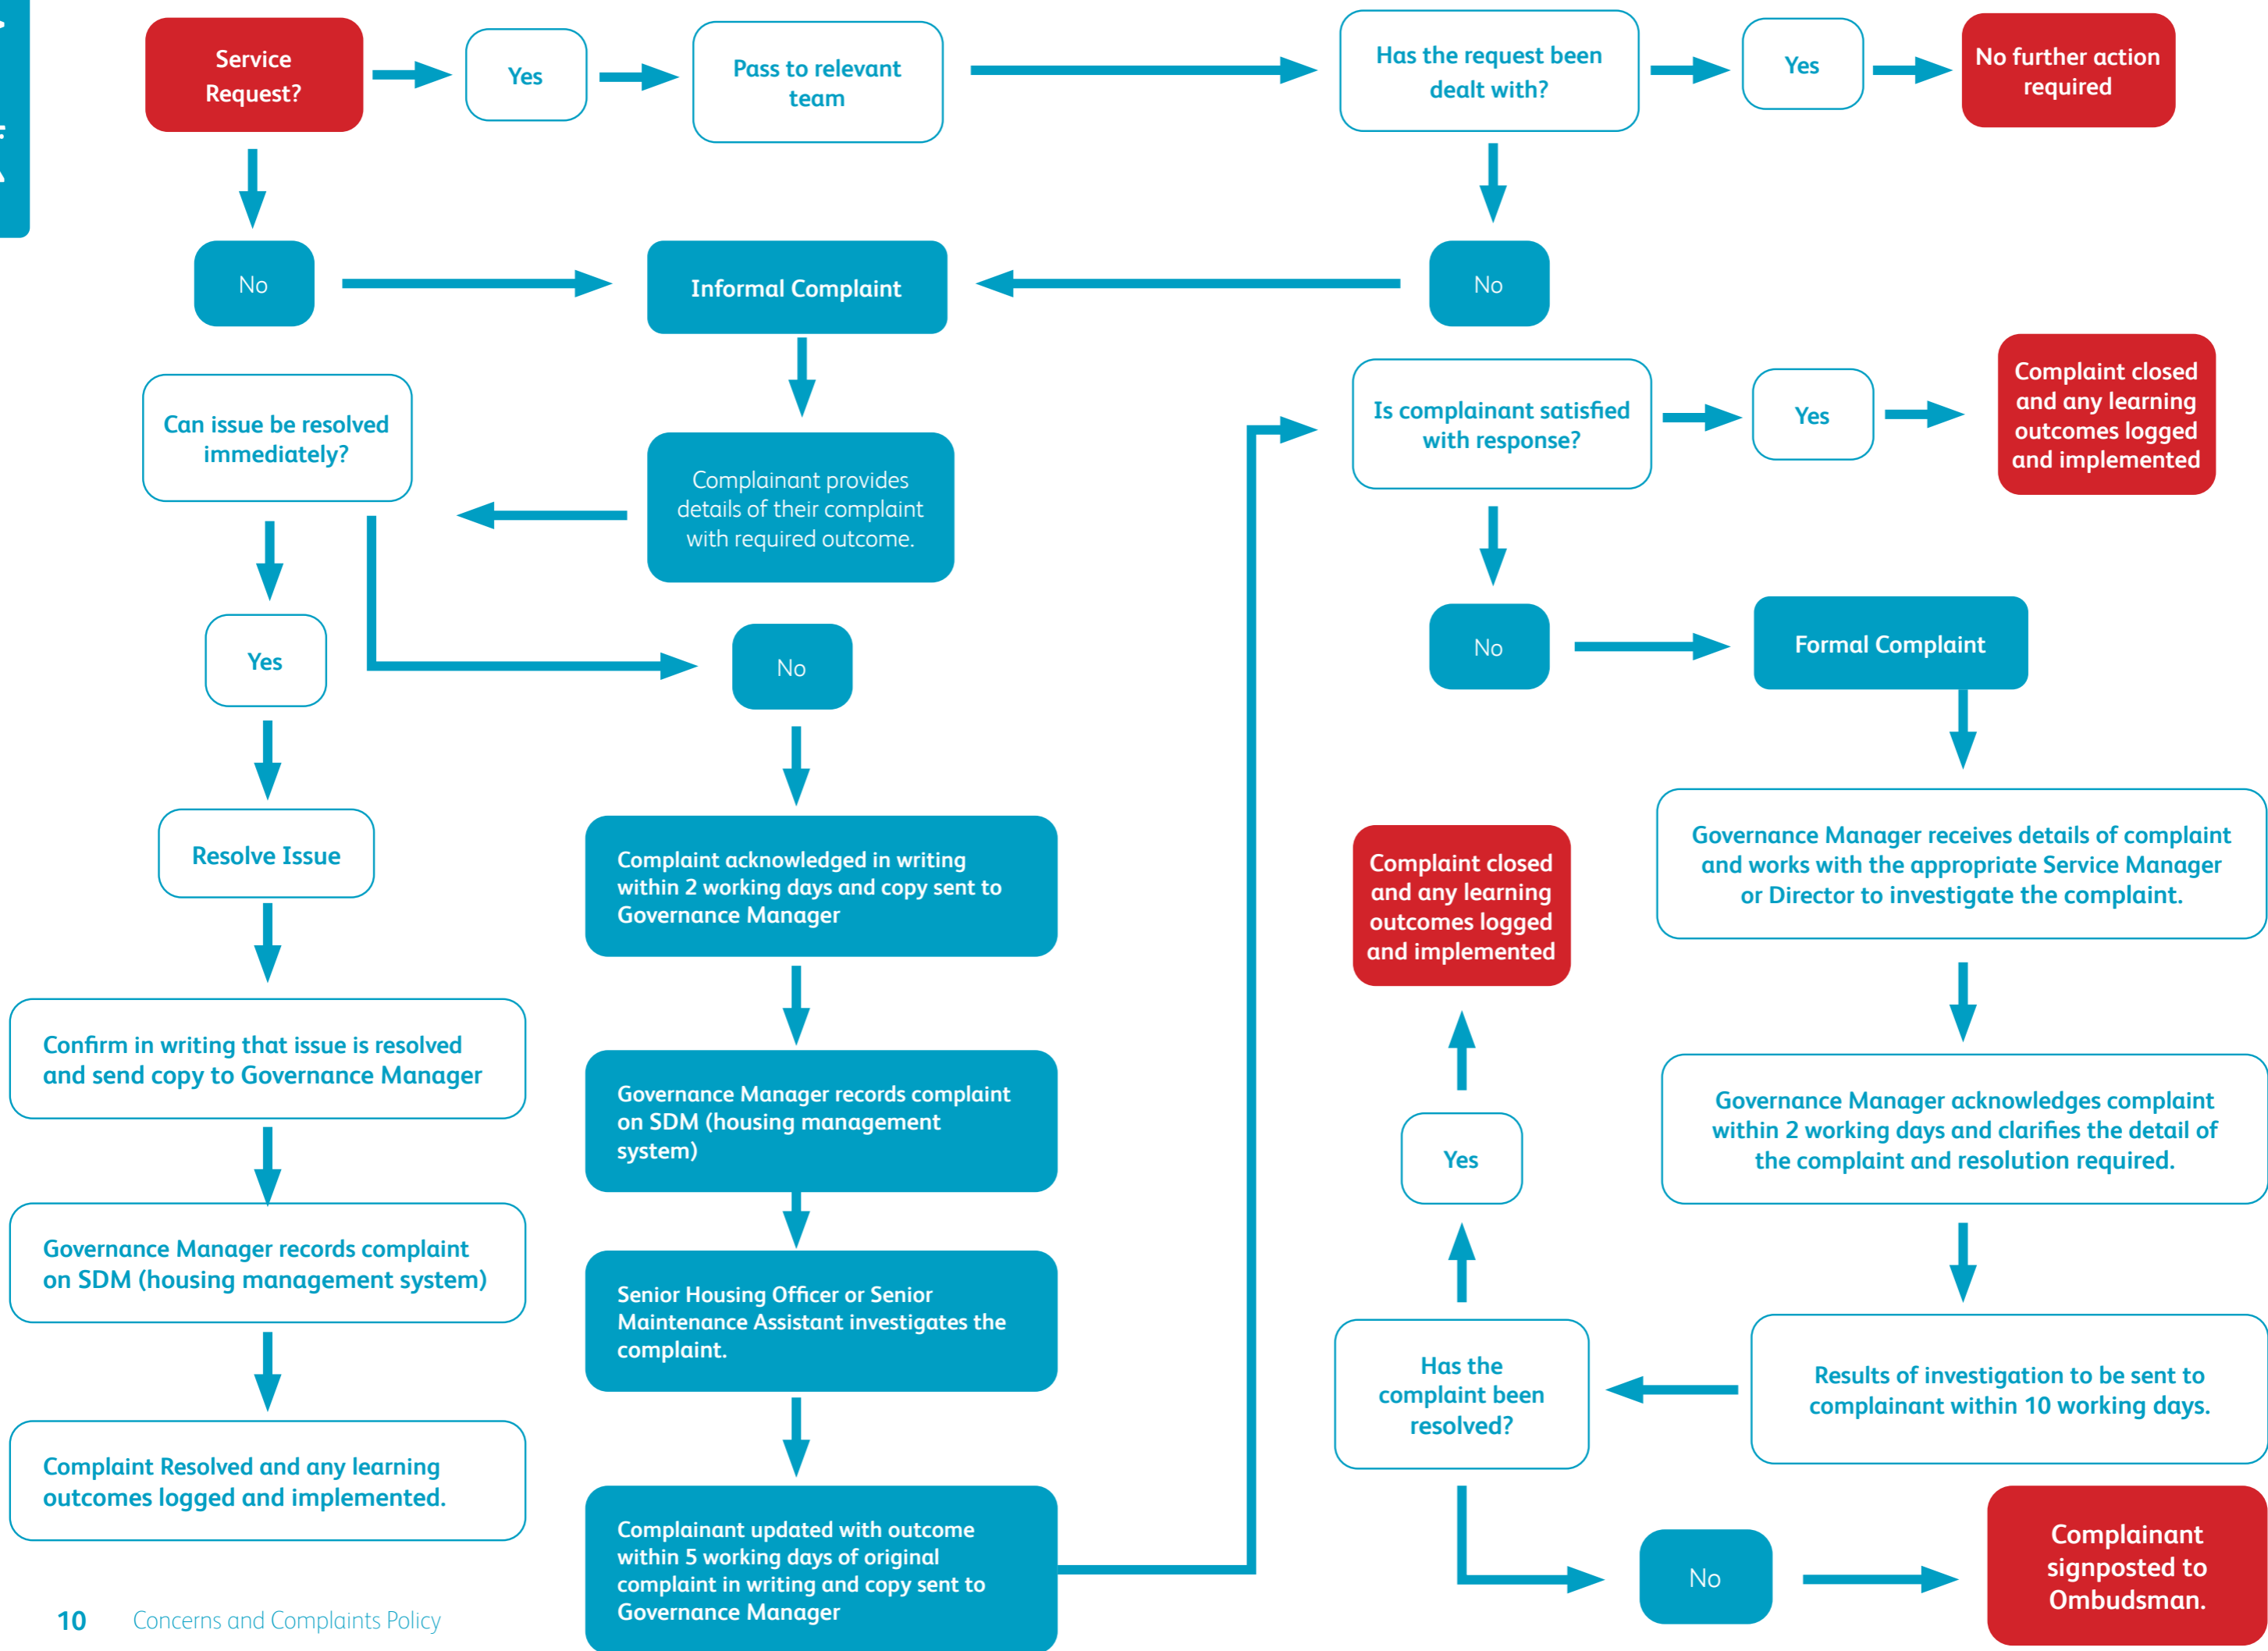 Service
Request?
Yes
Pass to relevant
team
Has the request been
dealt with?
Yes
No further action
required
No
Informal Complaint
No
Can issue be resolved
immediately?
Complainant provides
details of their complaint
with required outcome.
Is complainant satisfied
with response?
Yes
Complaint closed
and any learning
outcomes logged
and implemented
Yes
No
No
Formal Complaint
Resolve Issue
Complaint acknowledged in writing
within 2 working days and copy sent to
Governance Manager
Complaint closed
and any learning
outcomes logged
and implemented
Governance Manager receives details of complaint
and works with the appropriate Service Manager
or Director to investigate the complaint.
Confirm in writing that issue is resolved
and send copy to Governance Manager
Governance Manager records complaint
on SDM (housing management
system)
Yes
Governance Manager acknowledges complaint
within 2 working days and clarifies the detail of
the complaint and resolution required.
Governance Manager records complaint
on SDM (housing management system)
Senior Housing Officer or Senior
Maintenance Assistant investigates the
complaint.
Has the
complaint been
resolved?
Results of investigation to be sent to
complainant within 10 working days.
Complaint Resolved and any learning
outcomes logged and implemented.
Complainant updated with outcome
within 5 working days of original
complaint in writing and copy sent to
Governance Manager
No
Complainant
signposted to
Ombudsman.
10 Concerns and Complaints Policy